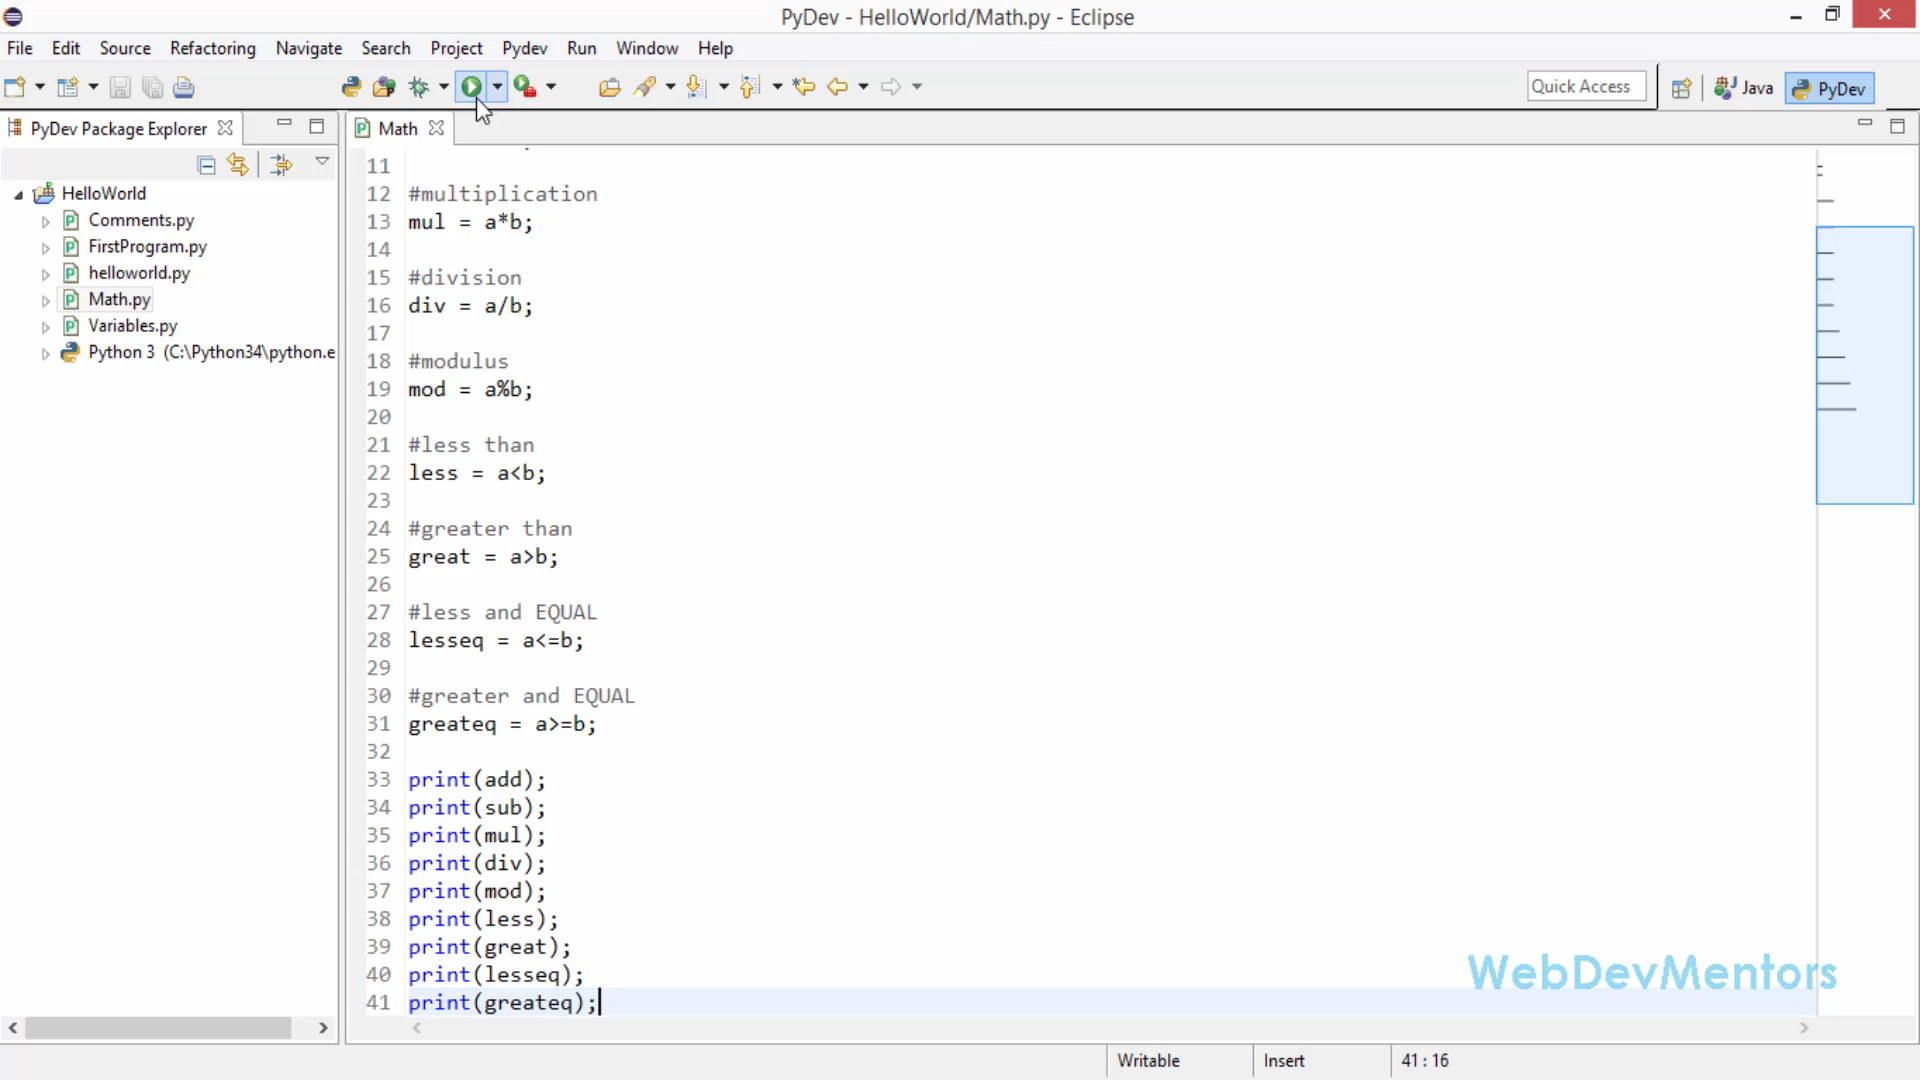 PyDev - HelloWorld/Math.py - Eclipse
File Edit Source Refactoring Navigate Search Project Pydev Run Window Help
Quick Access Java PyDev
PyDev Package Explorer
HelloWorld
Comments.py
FirstProgram.py
helloworld.py
Math.py
Variables.py
Python 3 (C:\Python34\python.e
Math
11
12 #multiplication
13 mul = a*b;
14
15 #division
16 div = a/b;
17
18 #modulus
19 mod = a%b;
20
21 #less than
22 less = a<b;
23
24 #greater than
25 great = a>b;
26
27 #less and EQUAL
28 lesseq = a<=b;
29
30 #greater and EQUAL
31 greateq = a>=b;
32
33 print(add);
34 print(sub);
35 print(mul);
36 print(div);
37 print(mod);
38 print(less);
39 print(great);
40 print(lesseq);
41 print(greateq);
WebDevMentors
Writable Insert 41 : 16